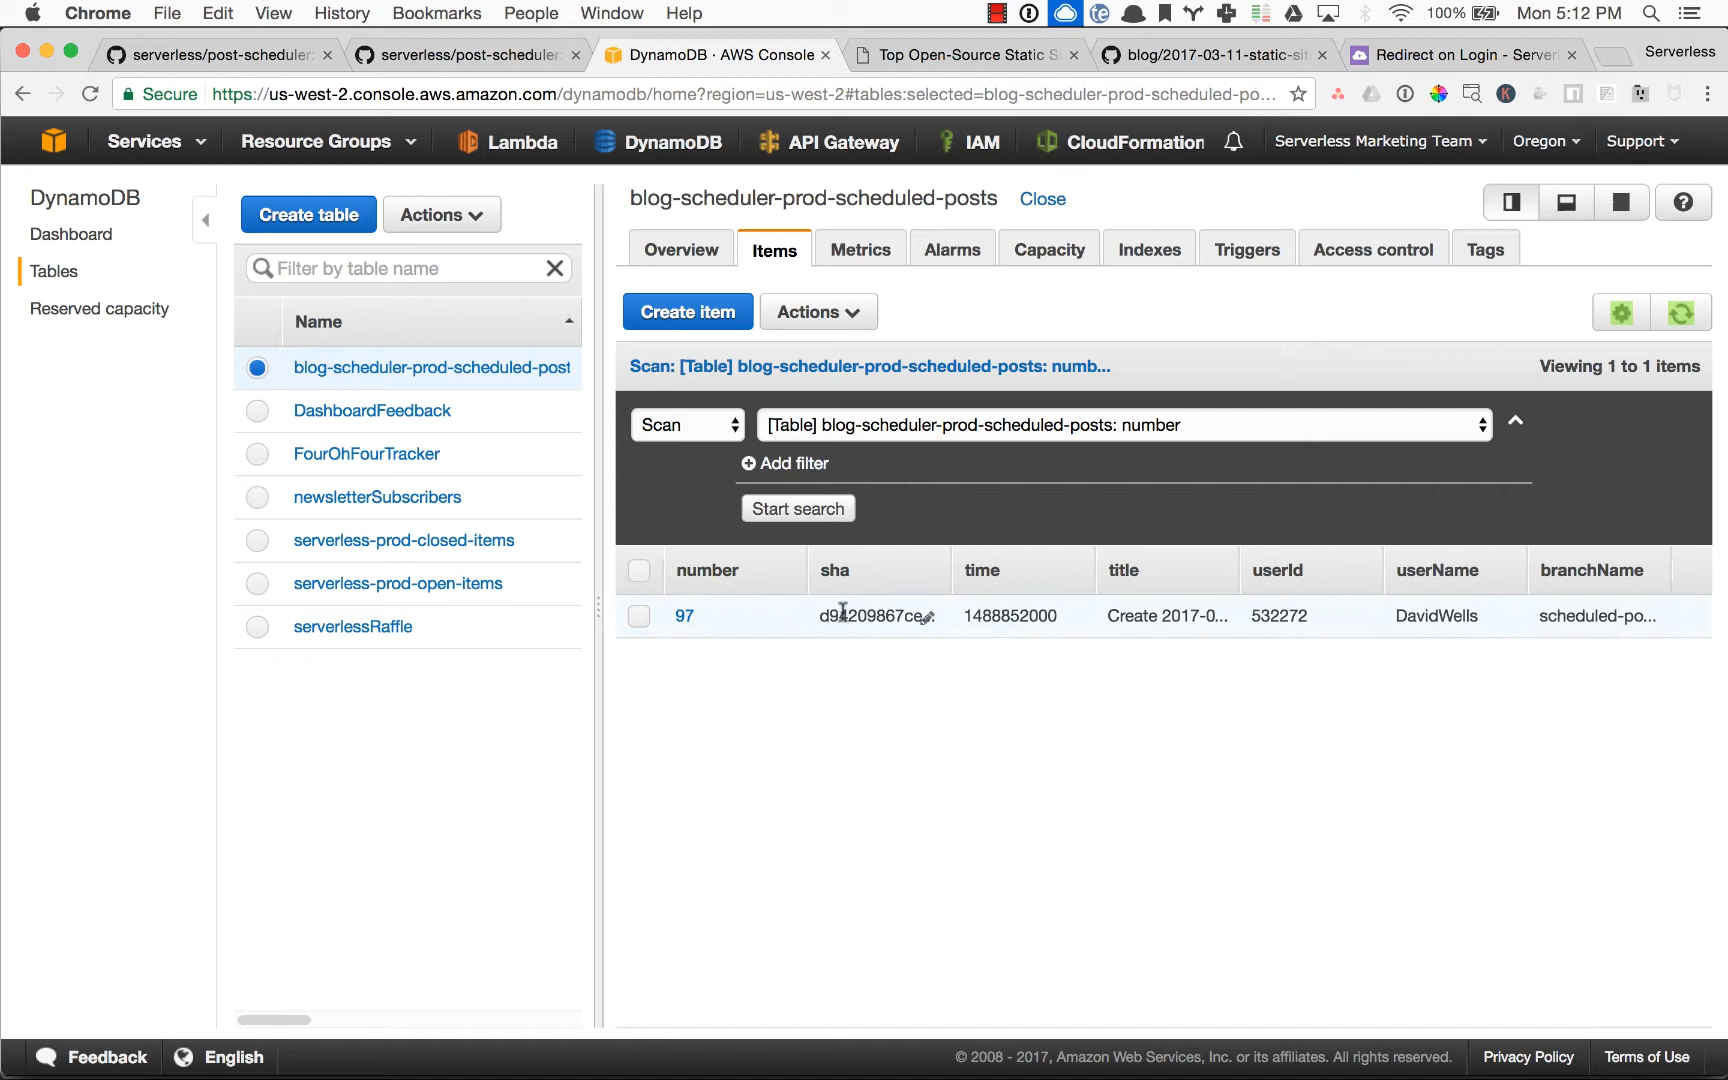 Chrome File Edit View History Bookmarks People Window Help 100% Mon 5:12 PM
serverless/post-scheduler: serverless/post-scheduler: DynamoDB · AWS Console Top Open-Source Static Si blog/2017-03-11-static-site Redirect on Login - Serverl Serverless
Secure https://us-west-2.console.aws.amazon.com/dynamodb/home?region=us-west-2#tables:selected=blog-scheduler-prod-scheduled-po...
Services Resource Groups Lambda DynamoDB API Gateway IAM CloudFormation Serverless Marketing Team Oregon Support
DynamoDB
Dashboard
Tables
Reserved capacity
Create table Actions
Filter by table name
Name
blog-scheduler-prod-scheduled-post
DashboardFeedback
FourOhFourTracker
newsletterSubscribers
serverless-prod-closed-items
serverless-prod-open-items
serverlessRaffle
blog-scheduler-prod-scheduled-posts Close
Overview Items Metrics Alarms Capacity Indexes Triggers Access control Tags
Create item Actions
Scan: [Table] blog-scheduler-prod-scheduled-posts: numb... Viewing 1 to 1 items
Scan [Table] blog-scheduler-prod-scheduled-posts: number
Add filter
Start search
number sha time title userId userName branchName
97 d94209867ce... 1488852000 Create 2017-0... 532272 DavidWells scheduled-po...
Feedback English © 2008 - 2017, Amazon Web Services, Inc. or its affiliates. All rights reserved. Privacy Policy Terms of Use